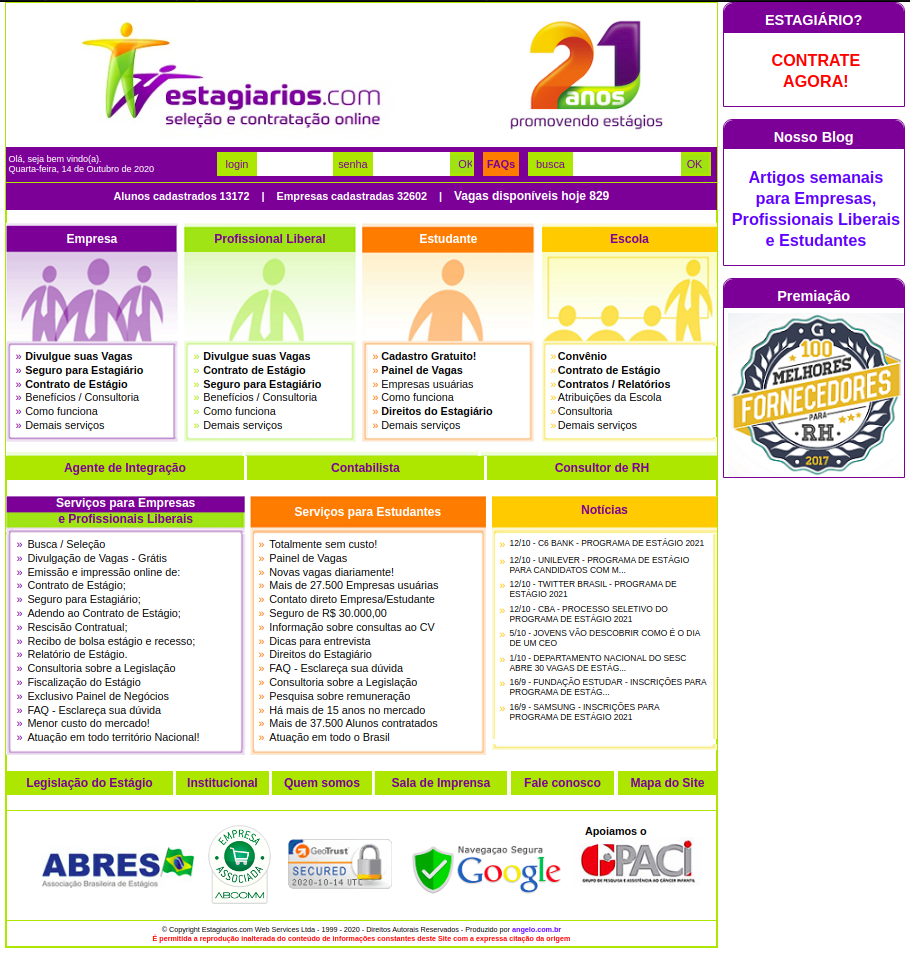 estagiarios.com
seleção e contratação online
21
anos
promovendo estágios
Olá, seja bem vindo(a).
Quarta-feira, 14 de Outubro de 2020
login senha OK FAQs busca OK
Alunos cadastrados 13172 | Empresas cadastradas 32602 | Vagas disponíveis hoje 829
Empresa
» Divulgue suas Vagas
» Seguro para Estagiário
» Contrato de Estágio
» Benefícios / Consultoria
» Como funciona
» Demais serviços
Profissional Liberal
» Divulgue suas Vagas
» Contrato de Estágio
» Seguro para Estagiário
» Benefícios / Consultoria
» Como funciona
» Demais serviços
Estudante
» Cadastro Gratuito!
» Painel de Vagas
» Empresas usuárias
» Como funciona
» Direitos do Estagiário
» Demais serviços
Escola
» Convênio
» Contrato de Estágio
» Contratos / Relatórios
» Atribuições da Escola
» Consultoria
» Demais serviços
Agente de Integração
Contabilista
Consultor de RH
Serviços para Empresas
e Profissionais Liberais
» Busca / Seleção
» Divulgação de Vagas - Grátis
» Emissão e impressão online de:
» Contrato de Estágio;
» Seguro para Estagiário;
» Adendo ao Contrato de Estágio;
» Rescisão Contratual;
» Recibo de bolsa estágio e recesso;
» Relatório de Estágio.
» Consultoria sobre a Legislação
» Fiscalização do Estágio
» Exclusivo Painel de Negócios
» FAQ - Esclareça sua dúvida
» Menor custo do mercado!
» Atuação em todo território Nacional!
Serviços para Estudantes
» Totalmente sem custo!
» Painel de Vagas
» Novas vagas diariamente!
» Mais de 27.500 Empresas usuárias
» Contato direto Empresa/Estudante
» Seguro de R$ 30.000,00
» Informação sobre consultas ao CV
» Dicas para entrevista
» Direitos do Estagiário
» FAQ - Esclareça sua dúvida
» Consultoria sobre a Legislação
» Pesquisa sobre remuneração
» Há mais de 15 anos no mercado
» Mais de 37.500 Alunos contratados
» Atuação em todo o Brasil
Notícias
» 12/10 - C6 BANK - PROGRAMA DE ESTÁGIO 2021
» 12/10 - UNILEVER - PROGRAMA DE ESTÁGIO
PARA CANDIDATOS COM M...
» 12/10 - TWITTER BRASIL - PROGRAMA DE
ESTÁGIO 2021
» 12/10 - CBA - PROCESSO SELETIVO DO
PROGRAMA DE ESTÁGIO 2021
» 5/10 - JOVENS VÃO DESCOBRIR COMO É O DIA
DE UM CEO
» 1/10 - DEPARTAMENTO NACIONAL DO SESC
ABRE 30 VAGAS DE ESTÁG...
» 16/9 - FUNDAÇÃO ESTUDAR - INSCRIÇÕES PARA
PROGRAMA DE ESTÁG...
» 16/9 - SAMSUNG - INSCRIÇÕES PARA
PROGRAMA DE ESTÁGIO 2021
Legislação do Estágio
Institucional
Quem somos
Sala de Imprensa
Fale conosco
Mapa do Site
ABRES
Associação Brasileira de Estágios
EMPRESA
ASSOCIADA
ABCOMM
GeoTrust
SECURED
2020-10-14 UTC
Navegaçao Segura
Google
Apoiamos o
GPACI
GRUPO DE PESQUISA E ASSISTÊNCIA AO CÂNCER INFANTIL
© Copyright Estagiarios.com Web Services Ltda - 1999 - 2020 - Direitos Autorais Reservados - Produzido por angelo.com.br
É permitida a reprodução inalterada do conteúdo de informações constantes deste Site com a expressa citação da origem
ESTAGIÁRIO?
CONTRATE
AGORA!
Nosso Blog
Artigos semanais
para Empresas,
Profissionais Liberais
e Estudantes
Premiação
G
100
MELHORES
FORNECEDORES
PARA
RH
2017